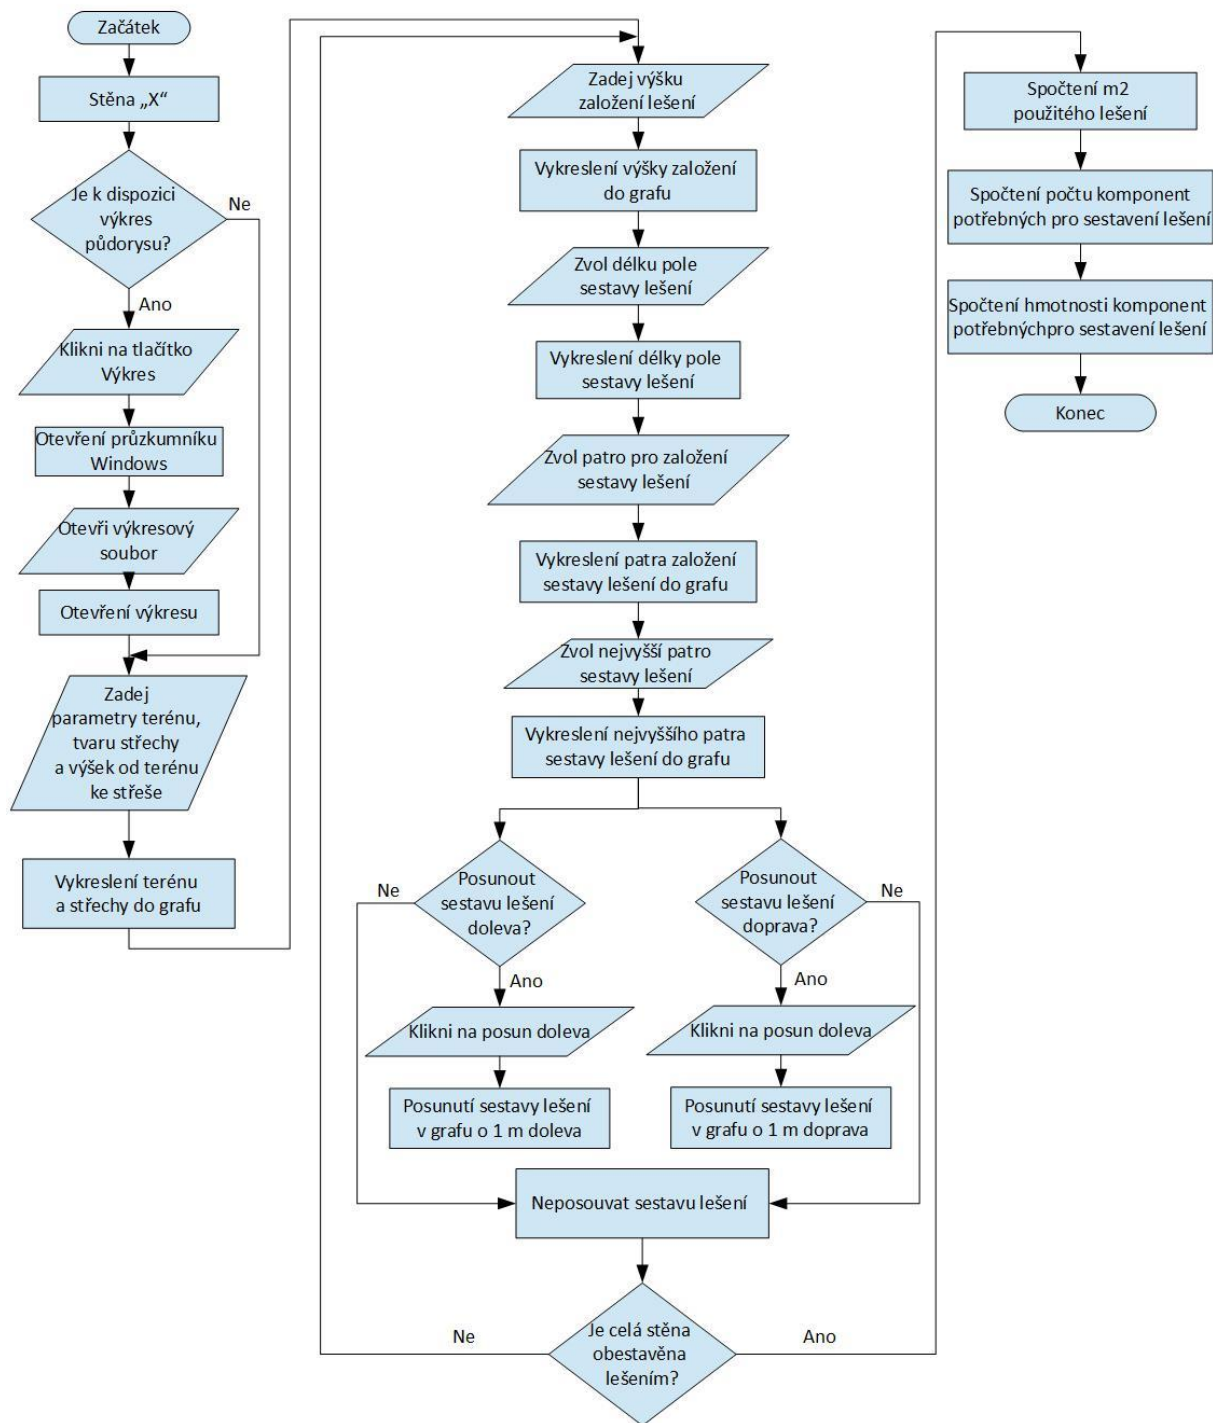 Začátek
Stěna „X“
Je k dispozici
výkres
půdorysu?
Ne
Ano
Klikni na tlačítko
Výkres
Otevření průzkumníku
Windows
Otevři výkresový
soubor
Otevření výkresu
Zadej
parametry terénu,
tvaru střechy
a výšek od terénu
ke střeše
Vykreslení terénu
a střechy do grafu
Zadej výšku
založení lešení
Vykreslení výšky založení
do grafu
Zvol délku pole
sestavy lešení
Vykreslení délky pole
sestavy lešení
Zvol patro pro založení
sestavy lešení
Vykreslení patra založení
sestavy lešení do grafu
Zvol nejvyšší patro
sestavy lešení
Vykreslení nejvyššího patra
sestavy lešení do grafu
Posunout
sestavu lešení
doleva?
Ne
Ano
Klikni na posun doleva
Posunutí sestavy lešení
v grafu o 1 m doleva
Posunout
sestavu lešení
doprava?
Ne
Ano
Klikni na posun doleva
Posunutí sestavy lešení
v grafu o 1 m doprava
Neposouvat sestavu lešení
Je celá stěna
obestavěna
lešením?
Ne
Ano
Spočtení m2
použitého lešení
Spočtení počtu komponent
potřebných pro sestavení lešení
Spočtení hmotnosti komponent
potřebnýchpro sestavení lešení
Konec